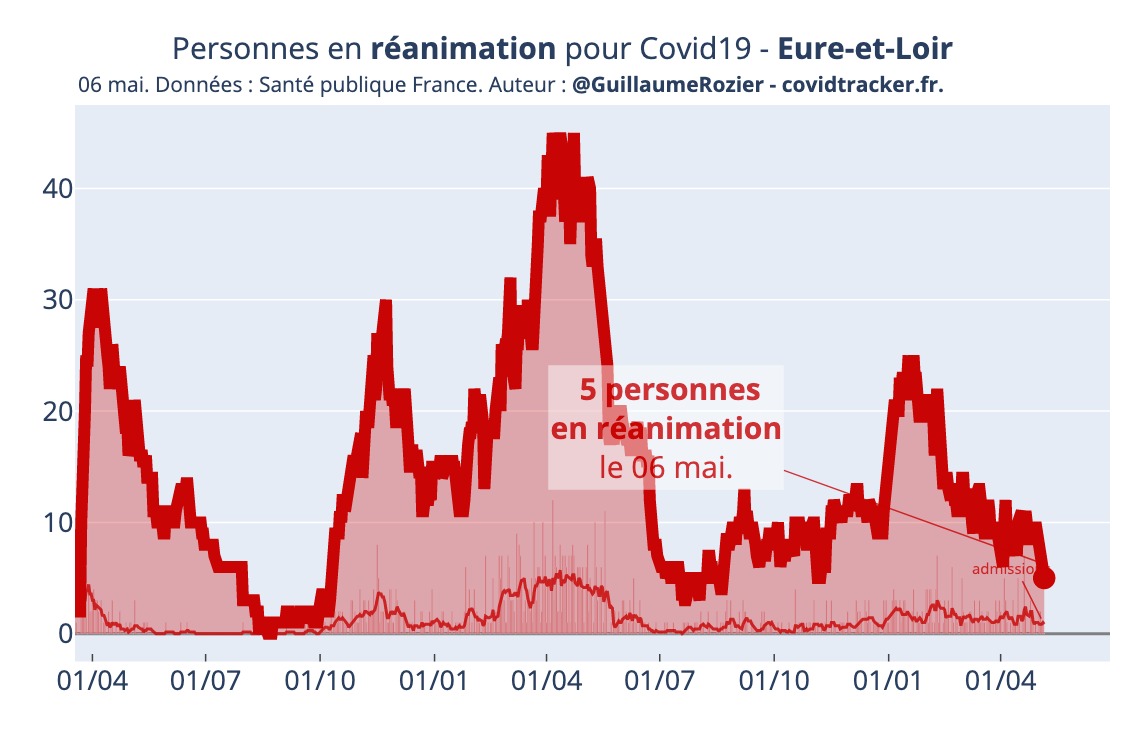 Personnes en réanimation pour Covid19 - Eure-et-Loir
06 mai. Données : Santé publique France. Auteur : @GuillaumeRozier - covidtracker.fr.
40
30
20
10
0
5 personnes
en réanimation
le 06 mai.
admissio
01/04 01/07 01/10 01/01 01/04 01/07 01/10 01/01 01/04